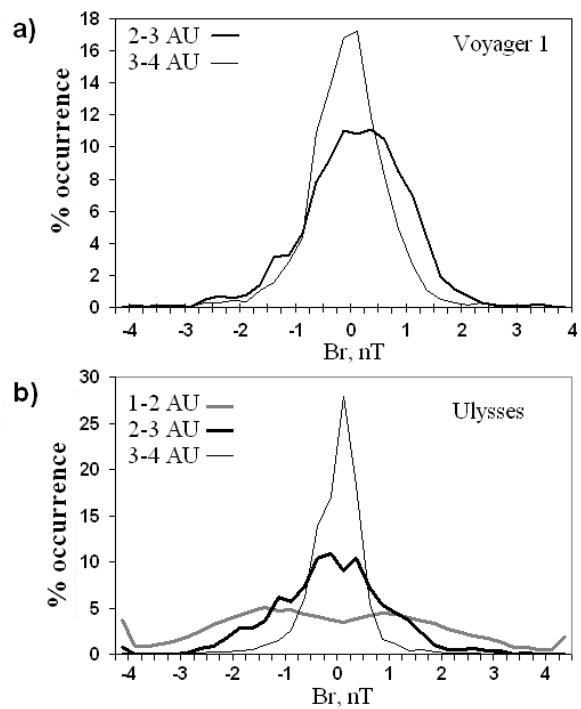 a)
18
16
14
12
10
8
6
4
2
0
% occurrence
2-3 AU
3-4 AU
Voyager 1
-4 -3 -2 -1 0 1 2 3 4
Br, nT
b)
30
25
20
15
10
5
0
% occurrence
1-2 AU
2-3 AU
3-4 AU
Ulysses
-4 -3 -2 -1 0 1 2 3 4
Br, nT